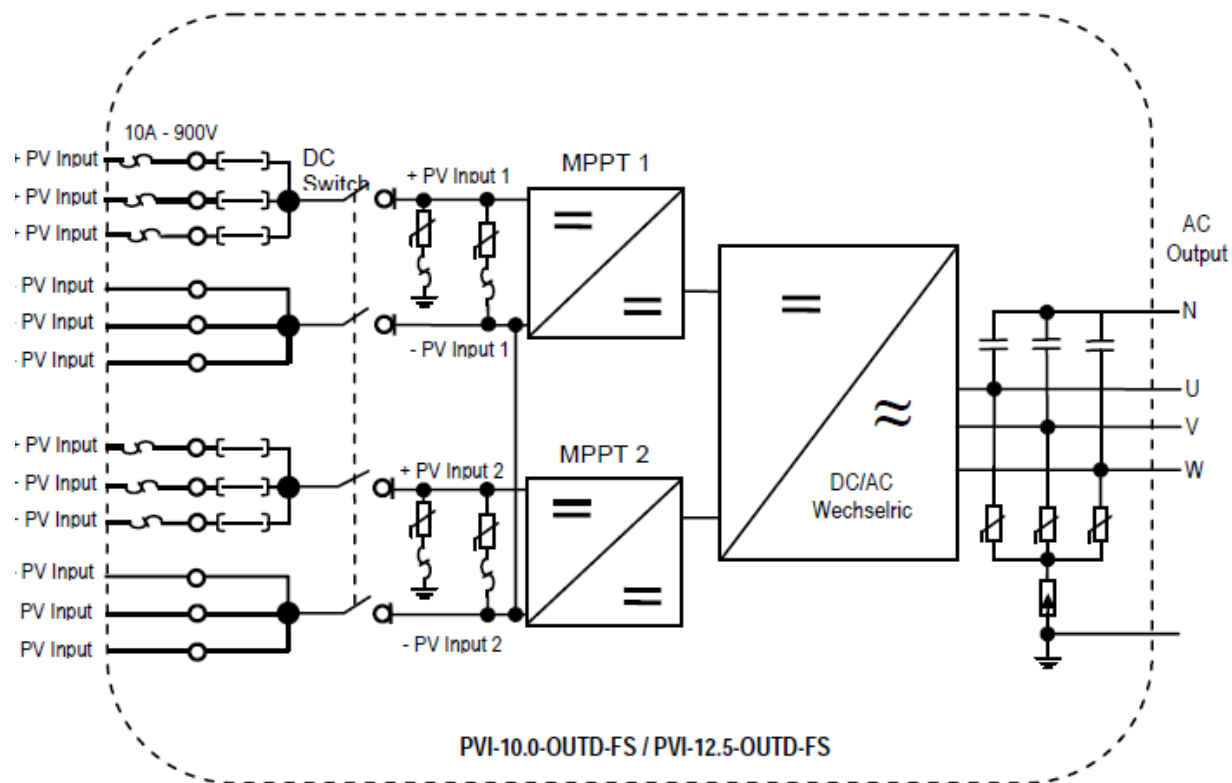 10A - 900V
+ PV Input
+ PV Input
+ PV Input
DC
Switch
+ PV Input 1
MPPT 1
- PV Input
- PV Input
- PV Input
- PV Input 1
AC
Output
N
U
V
W
+ PV Input
- PV Input
- PV Input
+ PV Input 2
MPPT 2
DC/AC
Wechselric
- PV Input
PV Input
PV Input
- PV Input 2
PVI-10.0-OUTD-FS / PVI-12.5-OUTD-FS